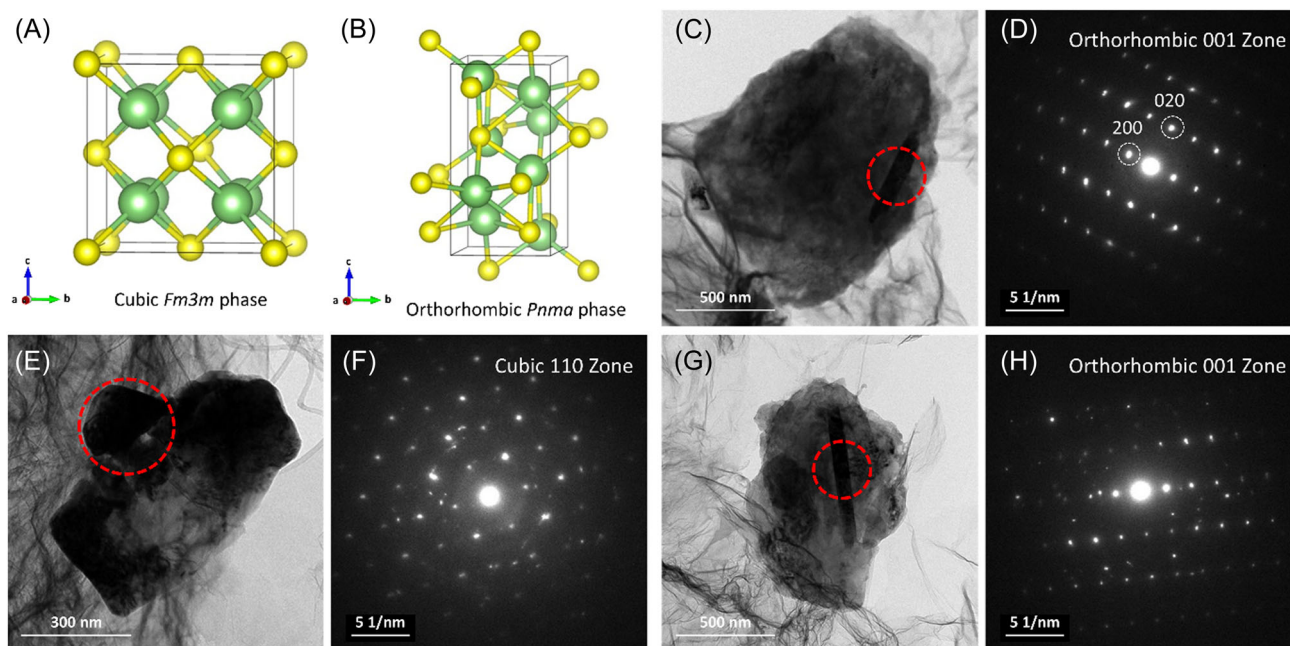 (A)
c
a
b
Cubic Fm3m phase
(B)
c
a
b
Orthorhombic Pnma phase
(C)
500 nm
(D)
Orthorhombic 001 Zone
020
200
5 1/nm
(E)
300 nm
(F)
Cubic 110 Zone
5 1/nm
(G)
500 nm
(H)
Orthorhombic 001 Zone
5 1/nm